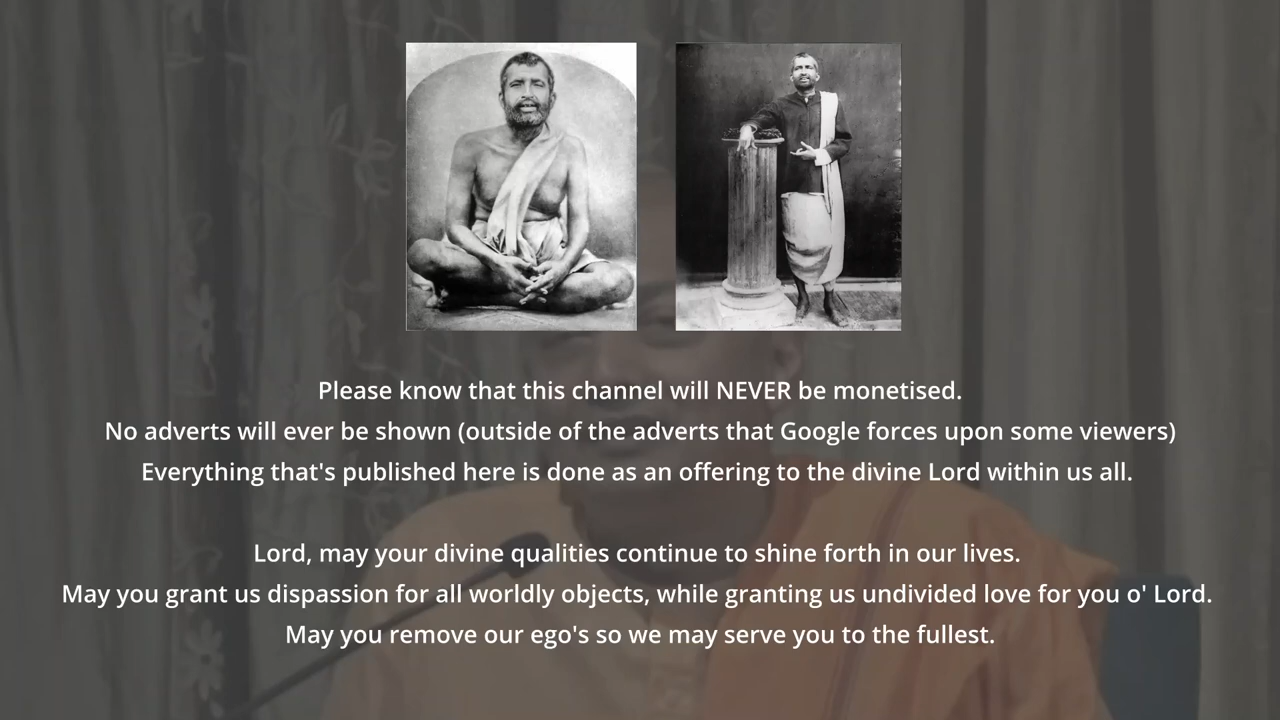 Please know that this channel will NEVER be monetised.
No adverts will ever be shown (outside of the adverts that Google forces upon some viewers)
Everything that's published here is done as an offering to the divine Lord within us all.
Lord, may your divine qualities continue to shine forth in our lives.
May you grant us dispassion for all worldly objects, while granting us undivided love for you o' Lord.
May you remove our ego's so we may serve you to the fullest.